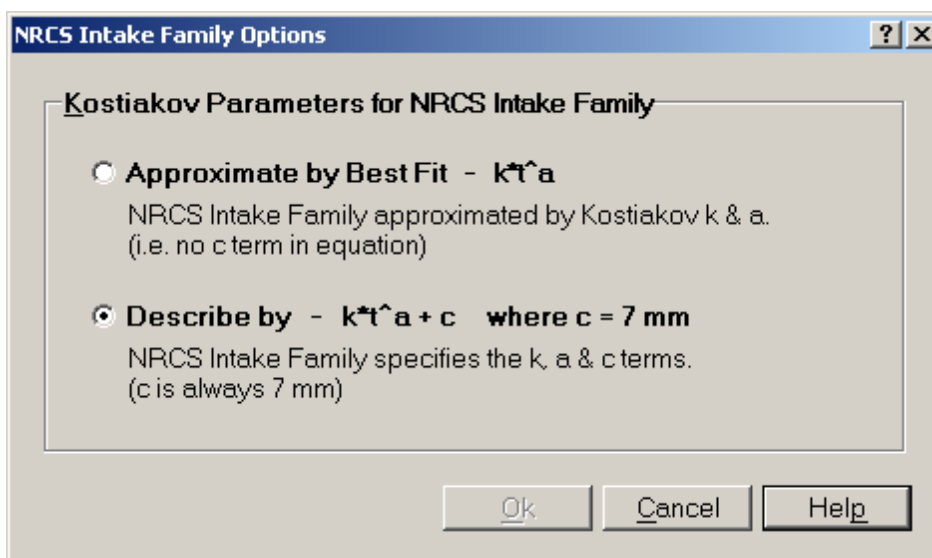 NRCS Intake Family Options
Kostiakov Parameters for NRCS Intake Family
Approximate by Best Fit - k*t^a
NRCS Intake Family approximated by Kostiakov k & a.
(i.e. no c term in equation)
Describe by - k*t^a + c where c = 7 mm
NRCS Intake Family specifies the k, a & c terms.
(c is always 7 mm)
Ok Cancel Help